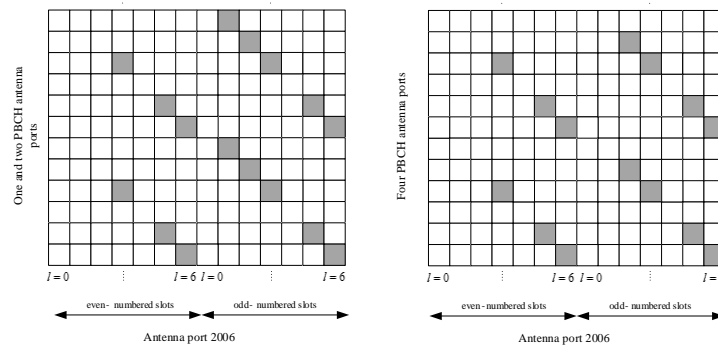 One and two PBCH antenna
ports
l = 0
l = 6
l = 0
l = 6
even- numbered slots
odd- numbered slots
Antenna port 2006
Four PBCH antenna ports
l = 0
l = 6
l = 0
l =
even- numbered slots
odd- numbered slots
Antenna port 2006